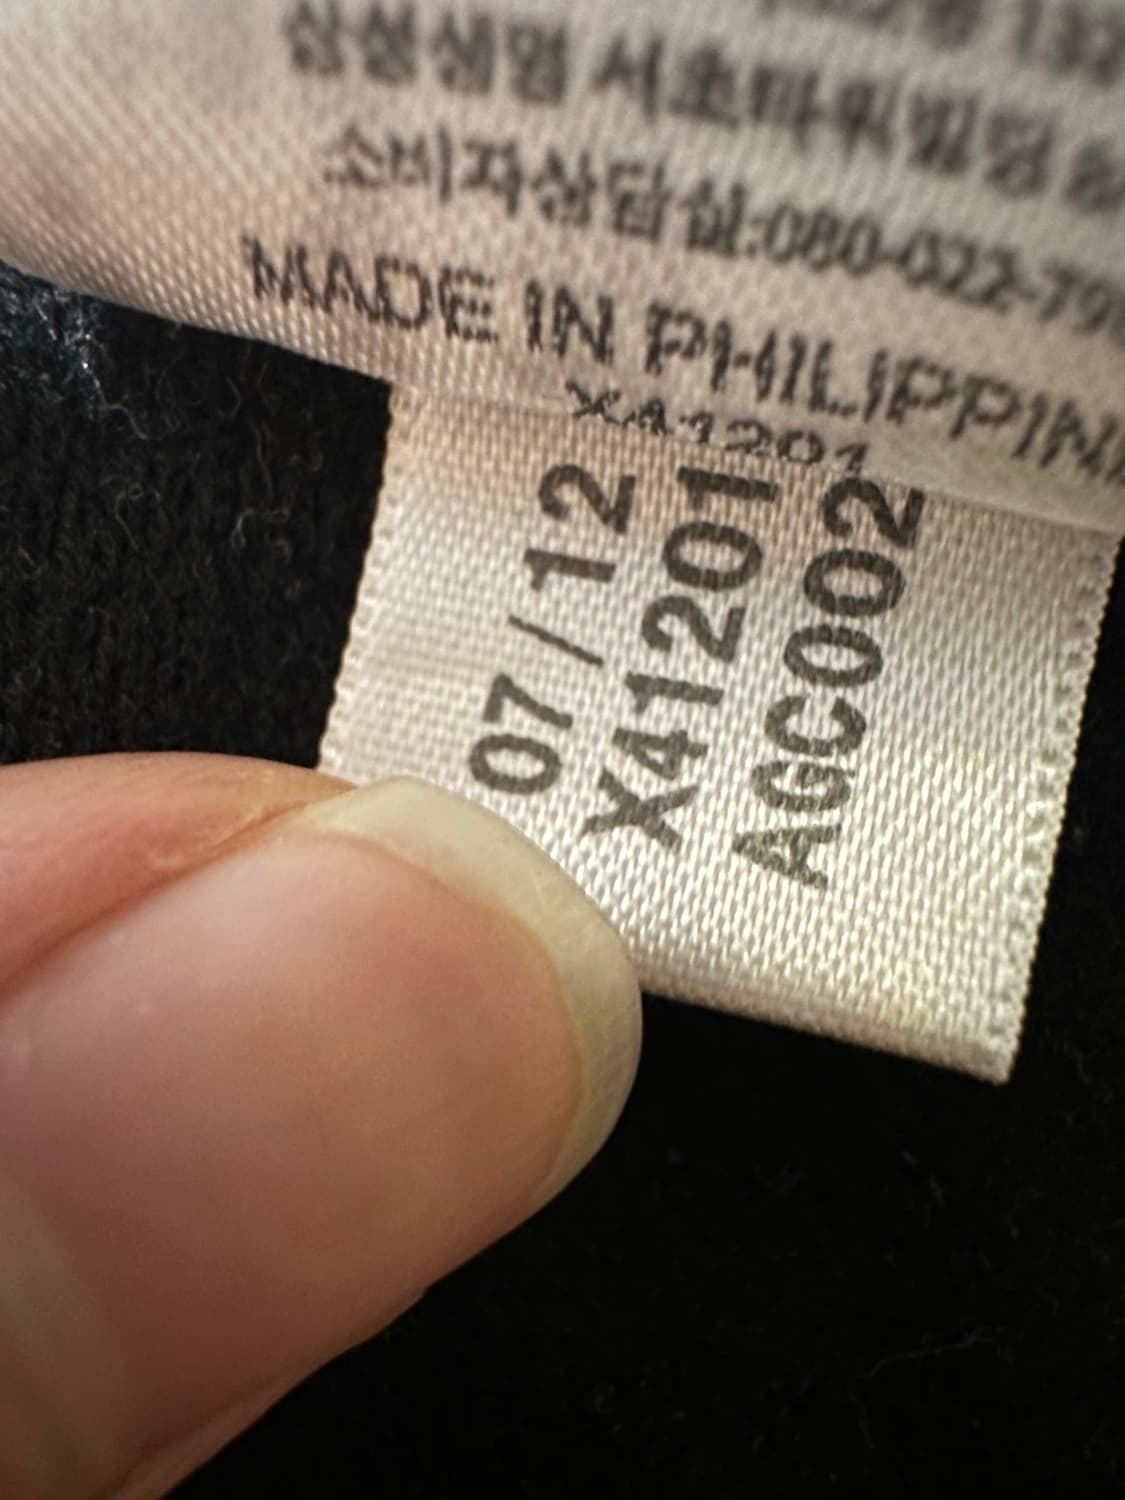 삼성생명 서초타워빌딩
소비자상담실:080-022-79
MADE IN PHILIPPIN
X41201
07/12
X41201
AGC002